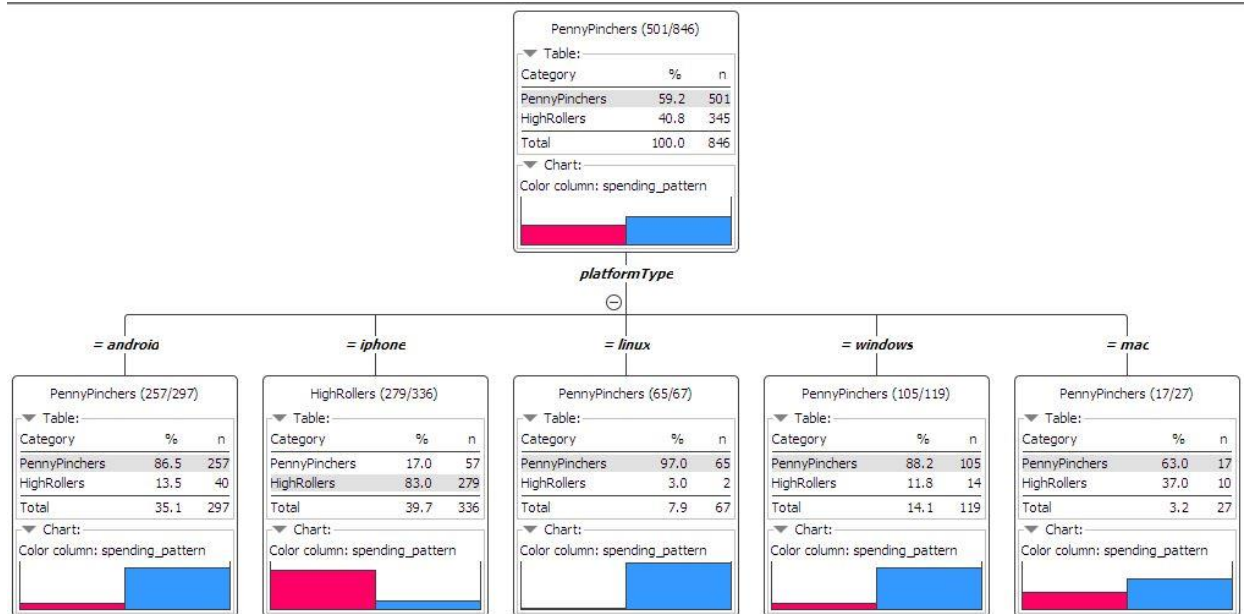 PennyPinchers (501/846)
Table:
Category % n
PennyPinchers 59.2 501
HighRollers 40.8 345
Total 100.0 846
Chart:
Color column: spending_pattern
platformType
= android
= iphone
= linux
= windows
= mac
PennyPinchers (257/297)
Table:
Category % n
PennyPinchers 86.5 257
HighRollers 13.5 40
Total 35.1 297
Chart:
Color column: spending_pattern
HighRollers (279/336)
Table:
Category % n
PennyPinchers 17.0 57
HighRollers 83.0 279
Total 39.7 336
Chart:
Color column: spending_pattern
PennyPinchers (65/67)
Table:
Category % n
PennyPinchers 97.0 65
HighRollers 3.0 2
Total 7.9 67
Chart:
Color column: spending_pattern
PennyPinchers (105/119)
Table:
Category % n
PennyPinchers 88.2 105
HighRollers 11.8 14
Total 14.1 119
Chart:
Color column: spending_pattern
PennyPinchers (17/27)
Table:
Category % n
PennyPinchers 63.0 17
HighRollers 37.0 10
Total 3.2 27
Chart:
Color column: spending_pattern